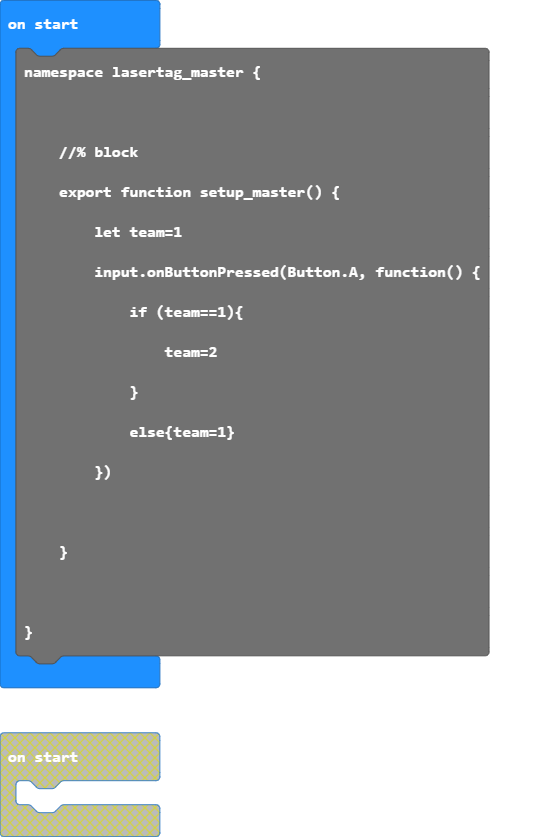 on start
namespace lasertag_master {
//% block
export function setup_master() {
let team=1
input.onButtonPressed(Button.A, function() {
if (team==1){
team=2
}
else{team=1}
})
}
}
on start